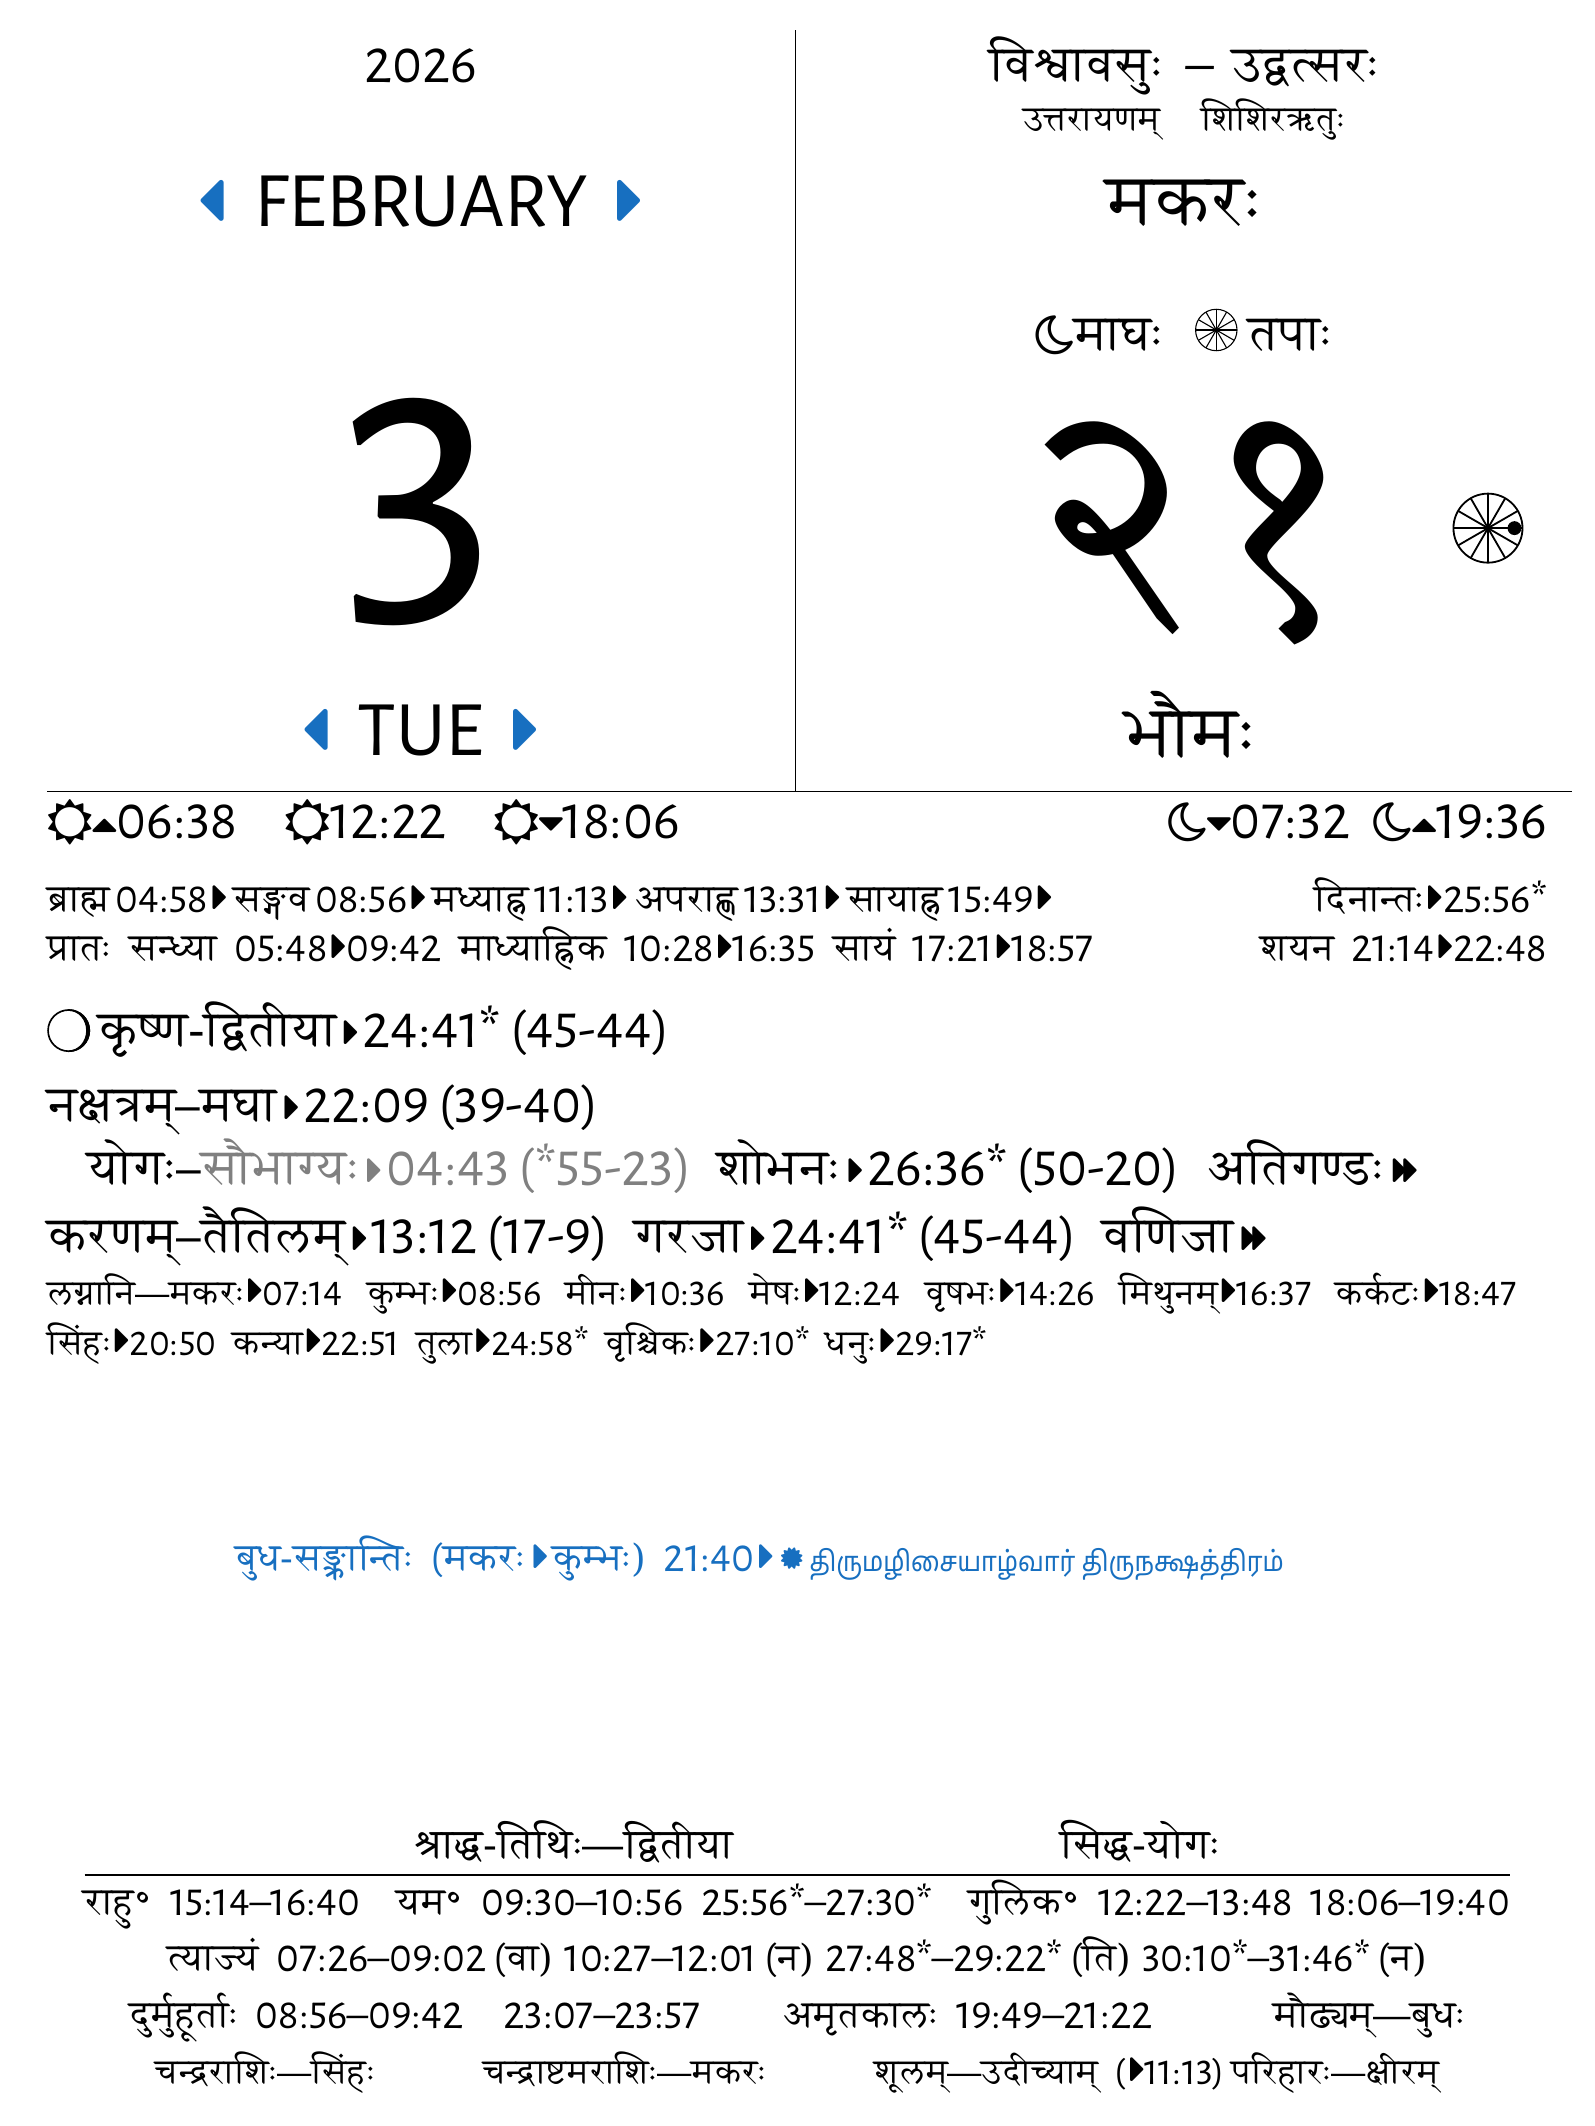 2026
FEBRUARY
3
TUE
विश्वावसुः – उद्वत्सरः
उत्तरायणम् शिशिरऋतुः
मकरः
माघः तपाः
२१
भौमः
06:38 12:22 18:06 07:32 19:36
ब्राह्म 04:58 सङ्गव 08:56 मध्याह्न 11:13 अपराह्ण 13:31 सायाह्न 15:49 दिनान्तः 25:56*
प्रातः सन्ध्या 05:48 09:42 माध्याह्निक 10:28 16:35 सायं 17:21 18:57 शयन 21:14 22:48
कृष्ण-द्वितीया 24:41* (45-44)
नक्षत्रम्–मघा 22:09 (39-40)
योगः–सौभाग्यः 04:43 (*55-23) शोभनः 26:36* (50-20) अतिगण्डः
करणम्–तैतिलम् 13:12 (17-9) गरजा 24:41* (45-44) वणिजा
लग्नानि—मकरः 07:14 कुम्भः 08:56 मीनः 10:36 मेषः 12:24 वृषभः 14:26 मिथुनम् 16:37 कर्कटः 18:47
सिंहः 20:50 कन्या 22:51 तुला 24:58* वृश्चिकः 27:10* धनुः 29:17*
बुध-सङ्क्रान्तिः (मकरः कुम्भः) 21:40 திருமழிசையாழ்வார் திருநக்ஷத்திரம்
श्राद्ध-तिथिः—द्वितीया सिद्ध-योगः
राहु॰ 15:14–16:40 यम॰ 09:30–10:56 25:56*–27:30* गुलिक॰ 12:22–13:48 18:06–19:40
त्याज्यं 07:26–09:02 (वा) 10:27–12:01 (न) 27:48*–29:22* (ति) 30:10*–31:46* (न)
दुर्मुहूर्ताः 08:56–09:42 23:07–23:57 अमृतकालः 19:49–21:22 मौढ्यम्—बुधः
चन्द्रराशिः—सिंहः चन्द्राष्टमराशिः—मकरः शूलम्—उदीच्याम् (11:13) परिहारः—क्षीरम्